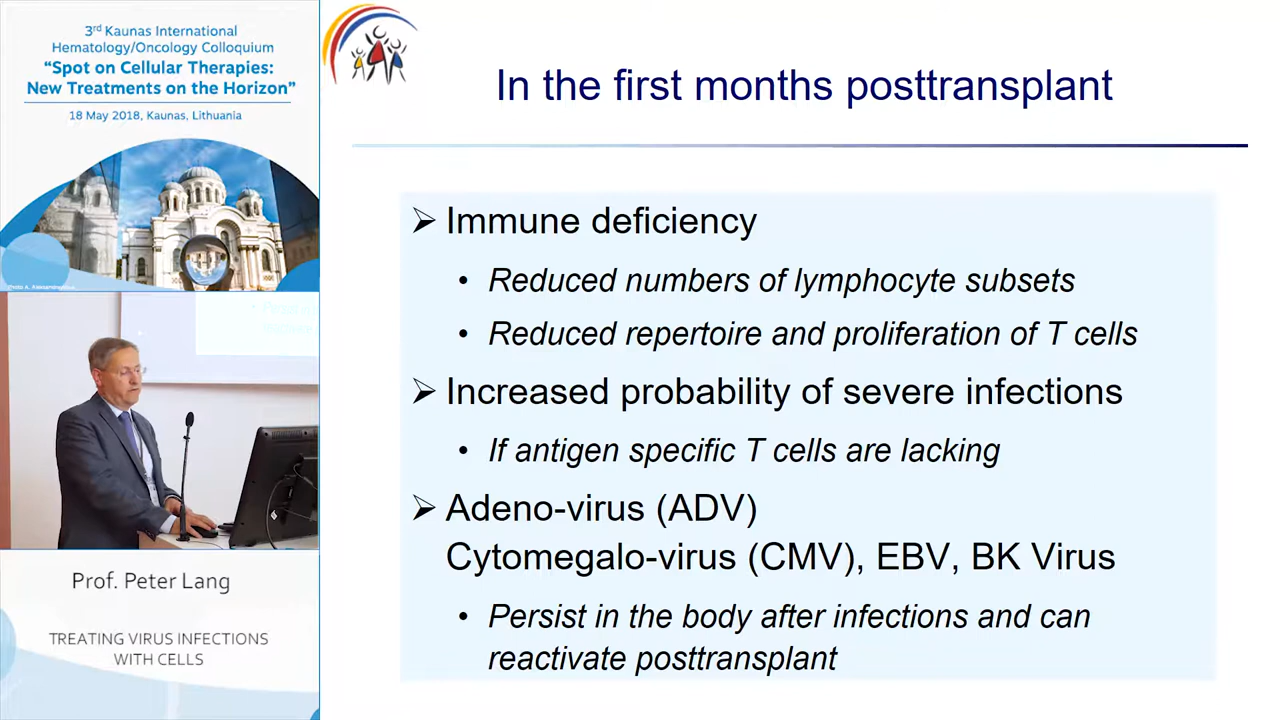 3rd Kaunas International
Hematology/Oncology Colloquium
“Spot on Cellular Therapies:
New Treatments on the Horizon”
18 May 2018, Kaunas, Lithuania
Prof. Peter Lang
TREATING VIRUS INFECTIONS
WITH CELLS
In the first months posttransplant
➢ Immune deficiency
• Reduced numbers of lymphocyte subsets
• Reduced repertoire and proliferation of T cells
➢ Increased probability of severe infections
• If antigen specific T cells are lacking
➢ Adeno-virus (ADV)
Cytomegalo-virus (CMV), EBV, BK Virus
• Persist in the body after infections and can
reactivate posttransplant